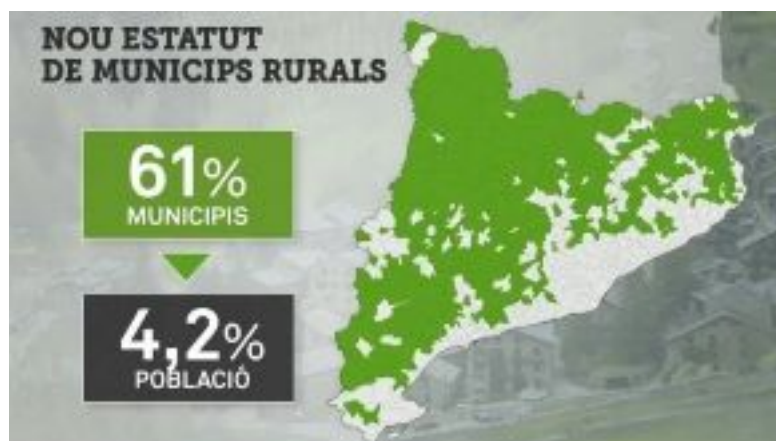 NOU ESTATUT
DE MUNICIPS RURALS
61%
MUNICIPIS
4,2%
POBLACIÓ